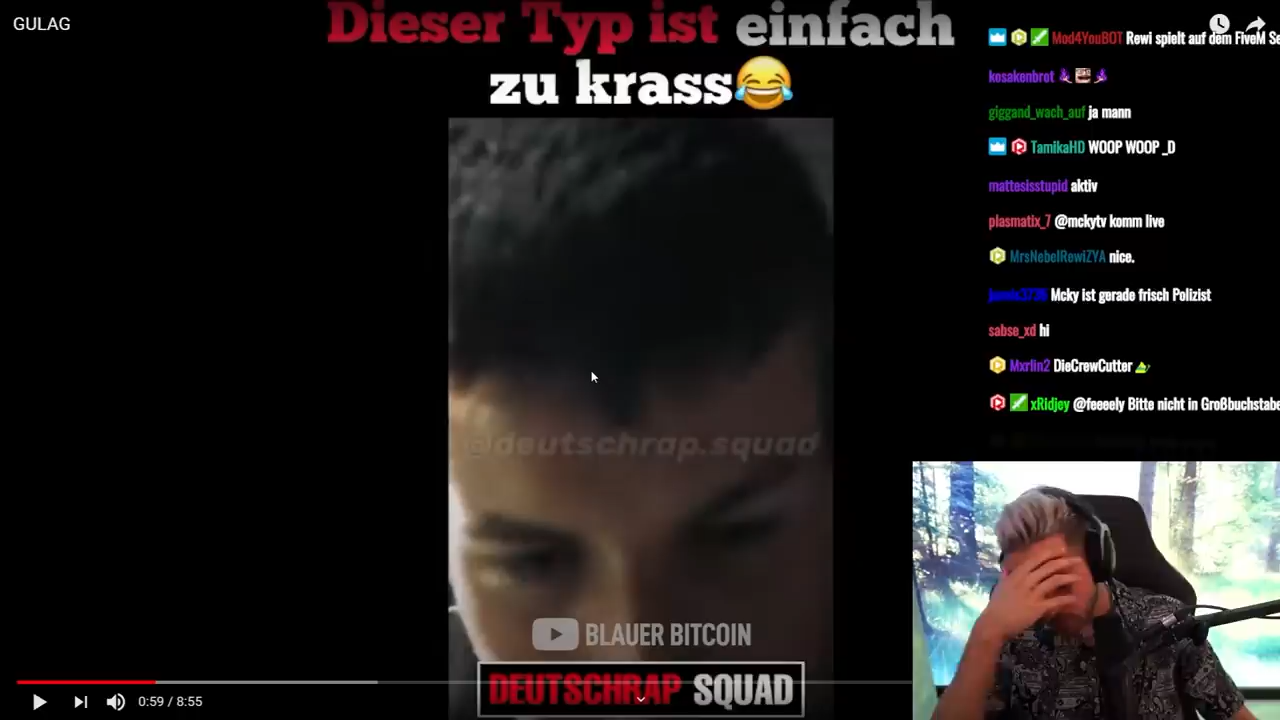 GULAG
Dieser Typ ist einfach
zu krass😂
@deutschrap.squad
BLAUER BITCOIN
DEUTSCHRAP SQUAD
0:59 / 8:55
Mod4YouBOT Rewi spielt auf dem FiveM Se
kosakenbrot
giggand_wach_auf ja mann
TamikaHD WOOP WOOP _D
mattesisstupid aktiv
plasmatix_7 @mckytv komm live
MrsNebelRewiZYA nice.
Mcky ist gerade frisch Polizist
sabse_xd hi
Mxrlin2 DieCrewCutter
xRidjey @feeeely Bitte nicht in Großbuchstabe